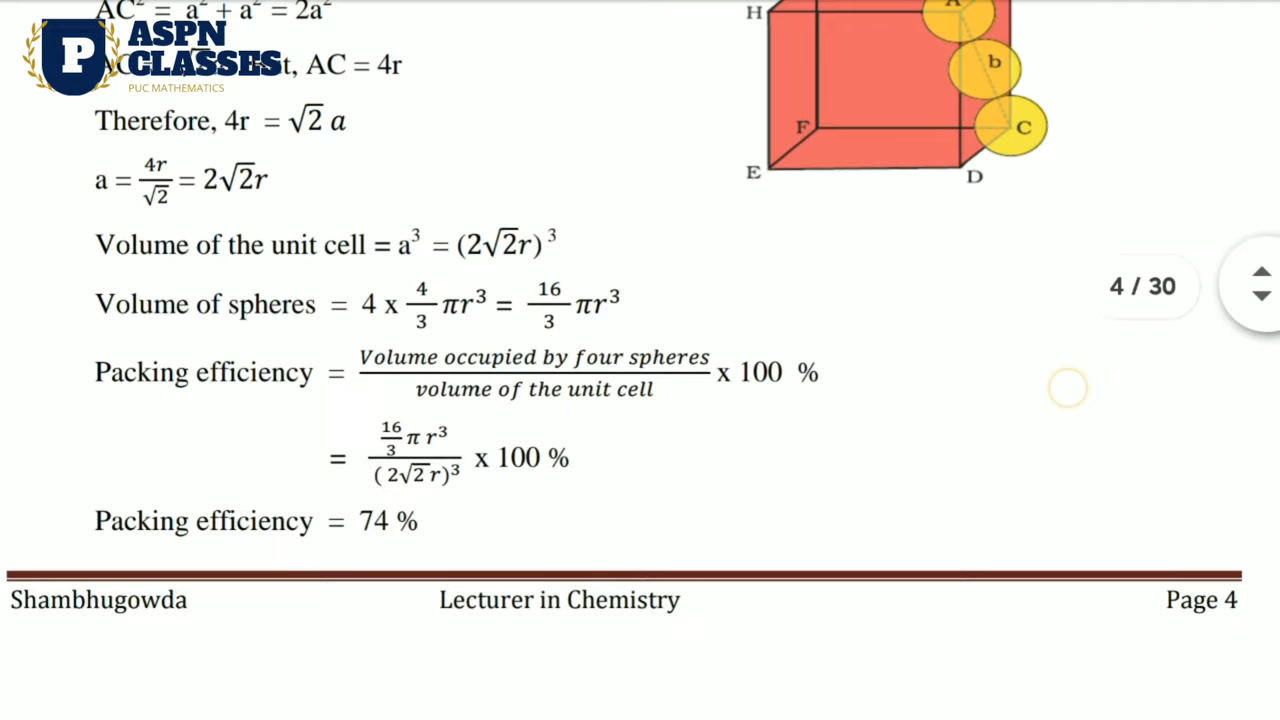 AC² = a² + a² = 2a²
ASPN
CLASSES
PUC MATHEMATICS
P
t, AC = 4r
Therefore, 4r = √2 a
a = 4r/√2 = 2√2r
Volume of the unit cell = a³ = (2√2r)³
Volume of spheres = 4 x 4/3 πr³ = 16/3 πr³
Packing efficiency = Volume occupied by four spheres / volume of the unit cell x 100 %
= 16/3 π r³ / (2√2r)³ x 100 %
Packing efficiency = 74 %
H
A
b
F
C
E
D
4 / 30
Shambhugowda Lecturer in Chemistry Page 4